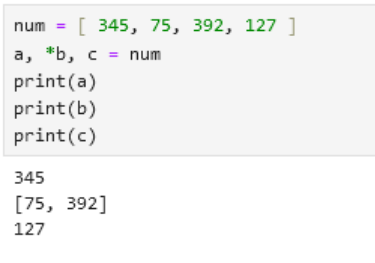 num = [ 345, 75, 392, 127 ]
a, *b, c = num
print(a)
print(b)
print(c)
345
[75, 392]
127